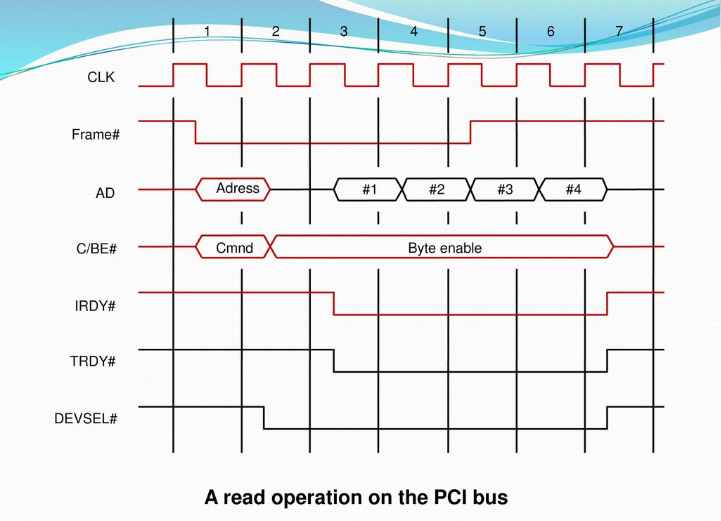 1 2 3 4 5 6 7
CLK
Frame#
AD Adress #1 #2 #3 #4
C/BE# Cmnd Byte enable
IRDY#
TRDY#
DEVSEL#
A read operation on the PCI bus